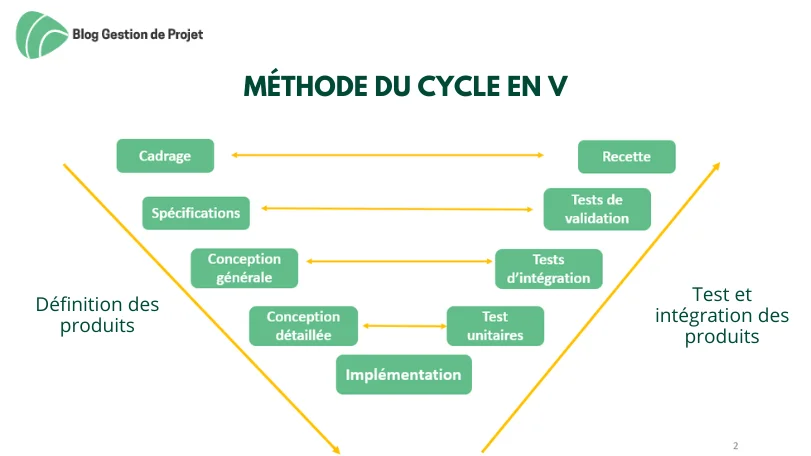 Blog Gestion de Projet
MÉTHODE DU CYCLE EN V
Cadrage
Recette
Spécifications
Tests de
validation
Conception
générale
Tests
d'intégration
Définition des
produits
Test et
intégration des
produits
Conception
détaillée
Test
unitaires
Implémentation
2